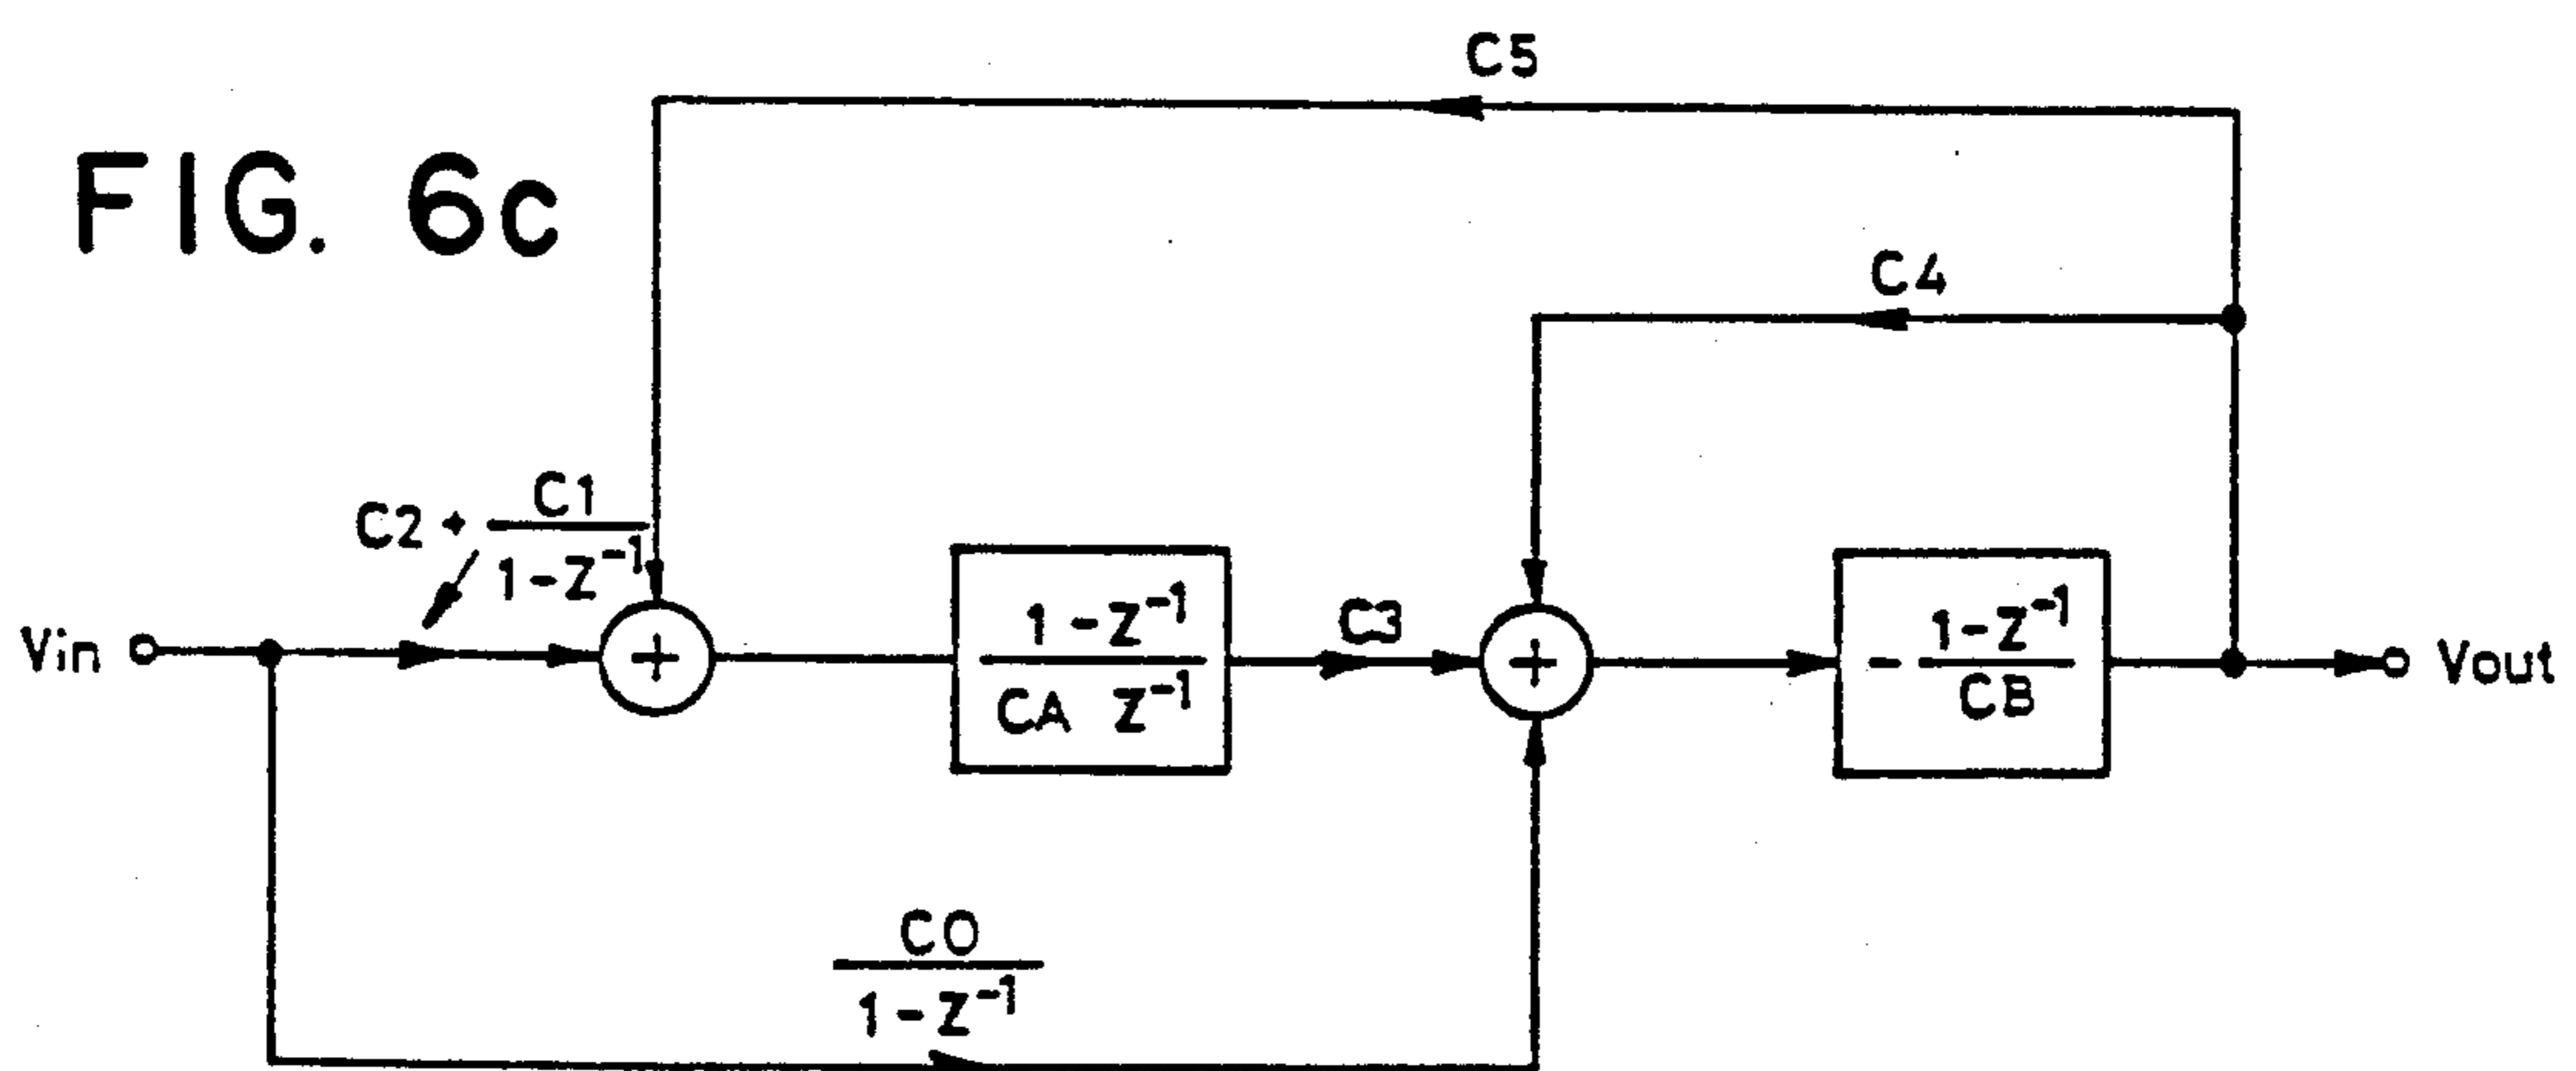 C5
FIG. 6c
C4
C2 + C1 / 1-Z⁻¹
Vin
+
1-Z⁻¹ / CA Z⁻¹
C3
+
- 1-Z⁻¹ / CB
Vout
C0 / 1-Z⁻¹